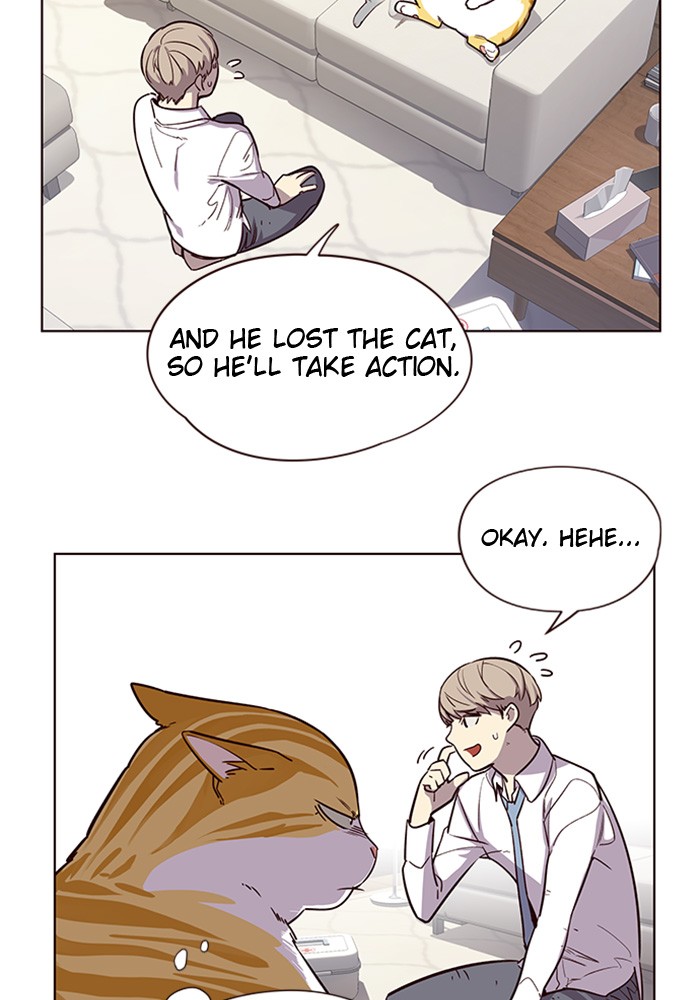 AND HE LOST THE CAT,
SO HE'LL TAKE ACTION.
OKAY. HEHE...